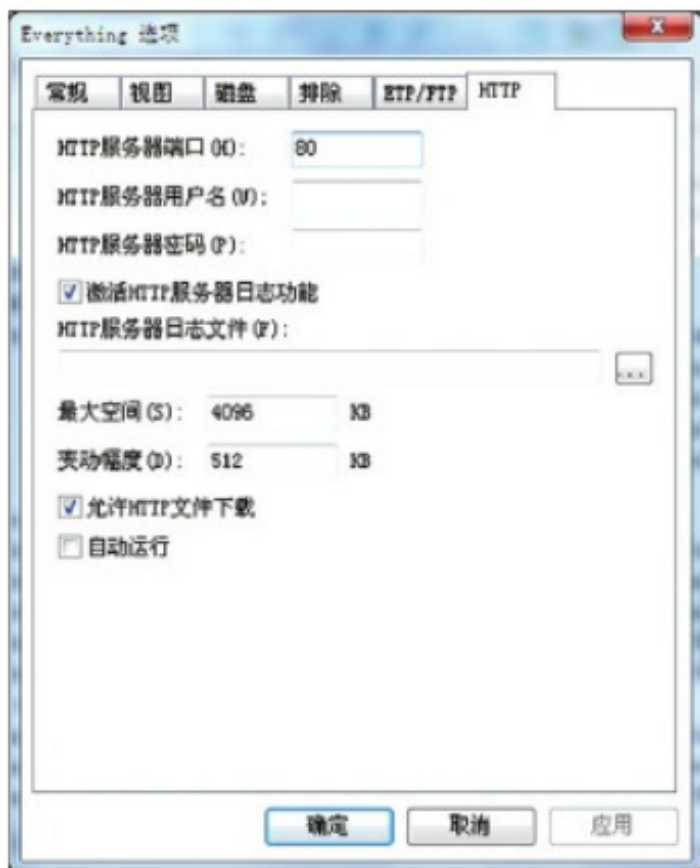 Everything 选项
常规 视图 磁盘 排除 ETP/FTP HTTP
HTTP服务器端口(H): 80
HTTP服务器用户名(U):
HTTP服务器密码(P):
激活HTTP服务器日志功能
HTTP服务器日志文件(F):
...
最大空间(S): 4096 KB
变动幅度(D): 512 KB
允许HTTP文件下载
自动运行
确定 取消 应用